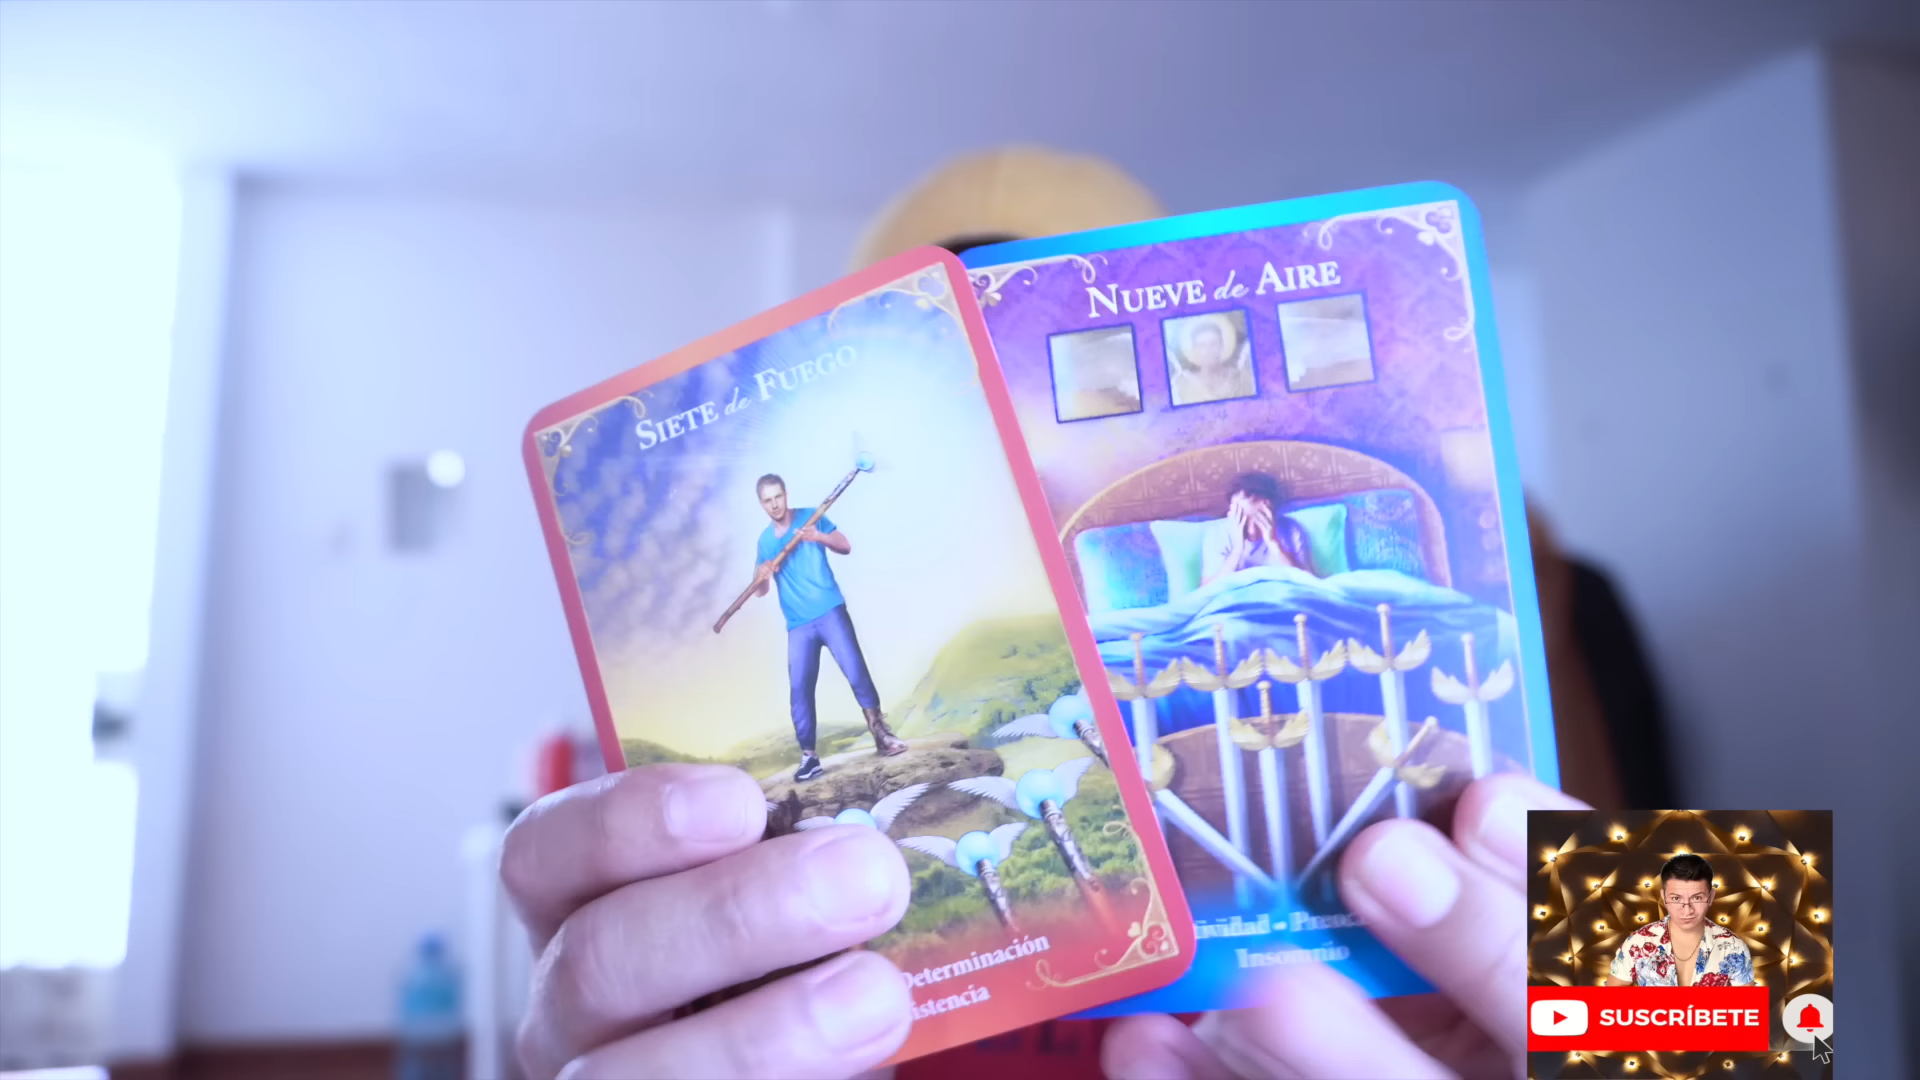 SIETE de FUEGO
NUEVE de AIRE
Determinación
Insomnio
SUSCRÍBETE